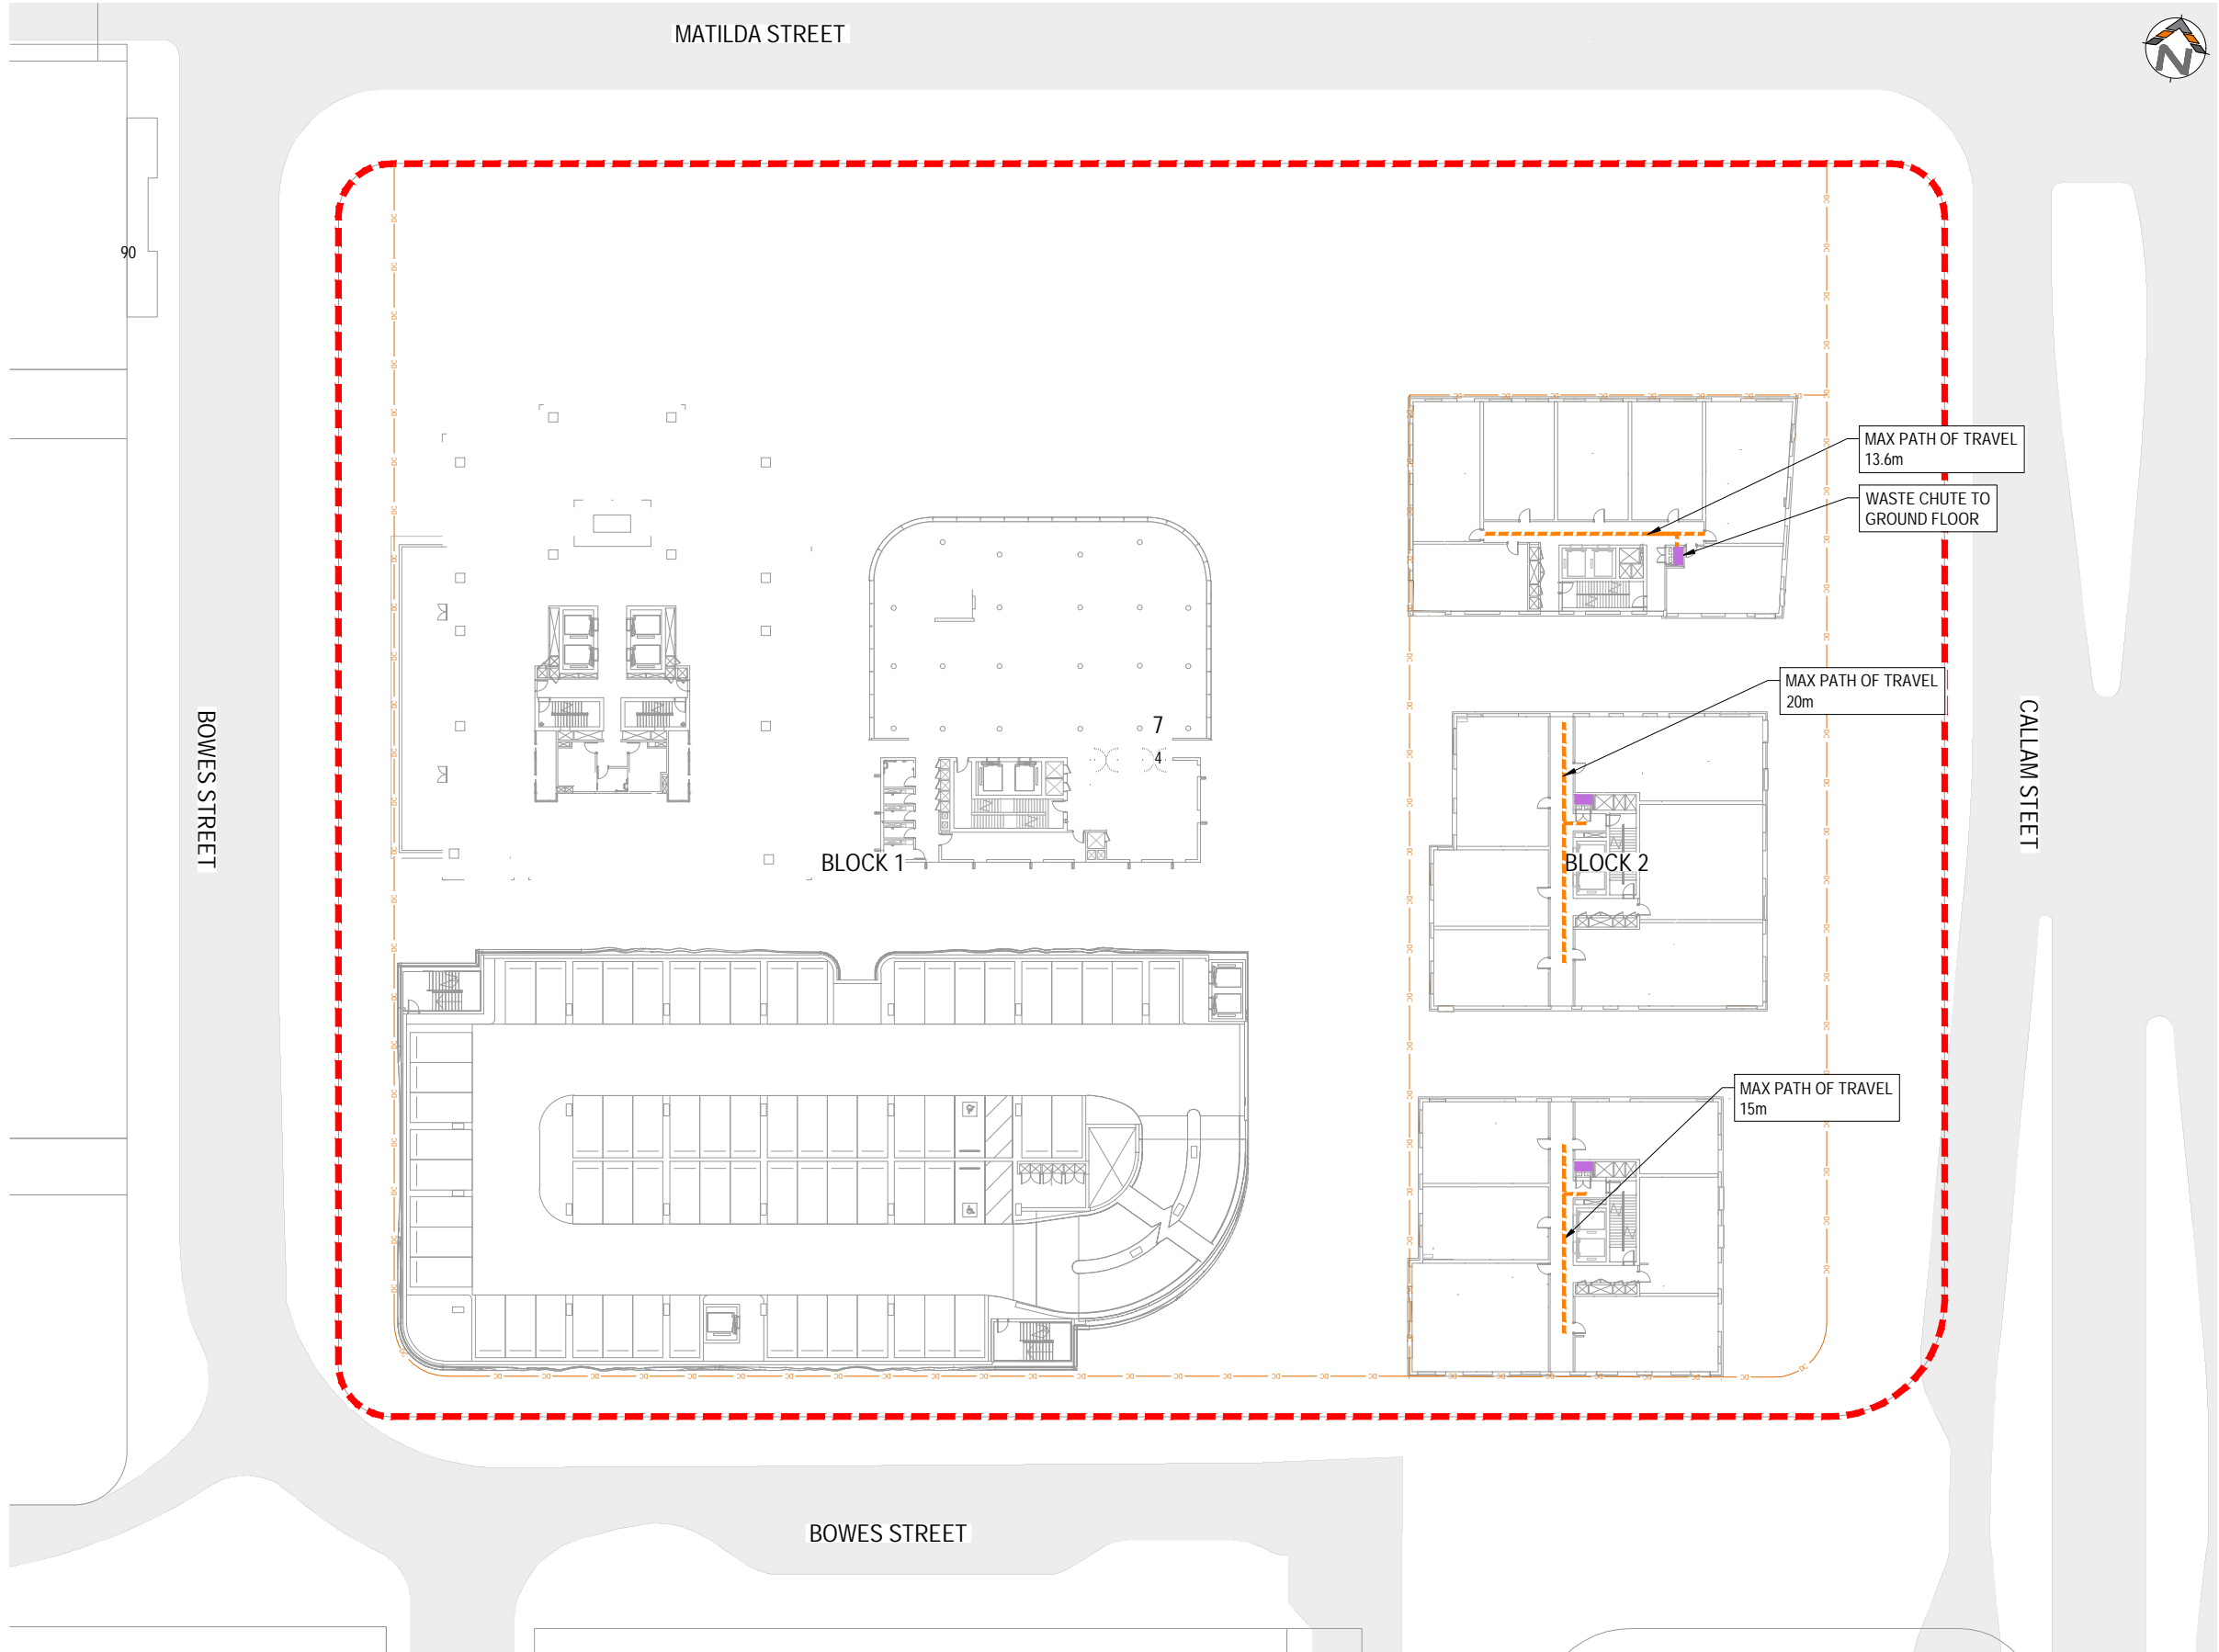 MATILDA STREET
N
90
MAX PATH OF TRAVEL
13.6m
WASTE CHUTE TO
GROUND FLOOR
MAX PATH OF TRAVEL
20m
BOWES STREET
CALLAM STREET
7
4
BLOCK 1
BLOCK 2
MAX PATH OF TRAVEL
15m
BOWES STREET